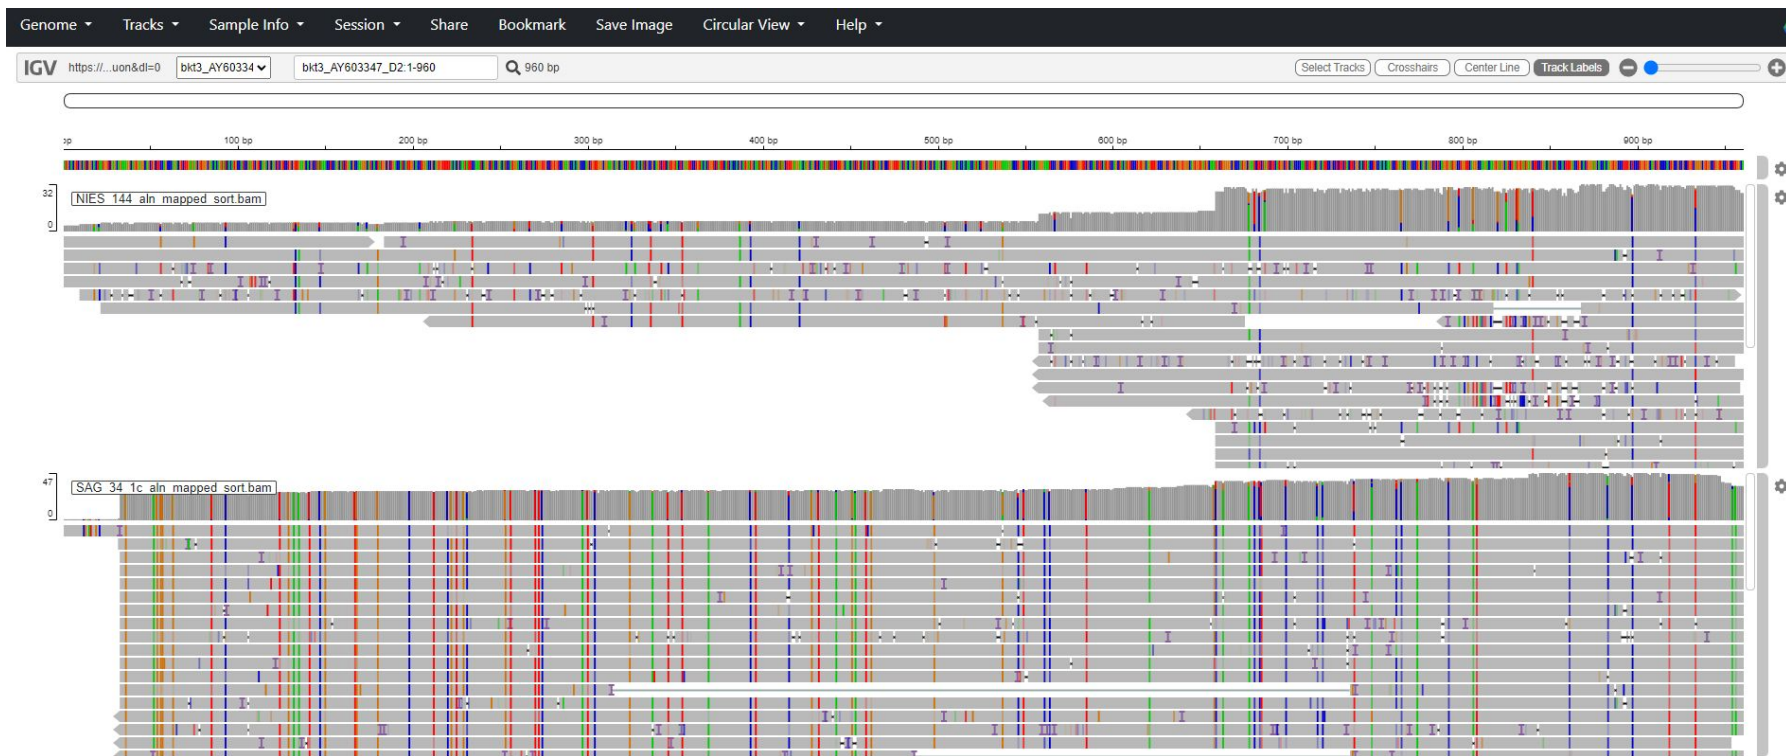 Genome Tracks Sample Info Session Share Bookmark Save Image Circular View Help
IGV https://...uon&dl=0 bkt3_AY60334 bkt3_AY603347_D2:1-960 960 bp Select Tracks Crosshairs Center Line Track Labels
100 bp 200 bp 300 bp 400 bp 500 bp 600 bp 700 bp 800 bp 900 bp
32
NIES_144_aln_mapped_sort.bam
0
47
SAG_34_1c_aln_mapped_sort.bam
0